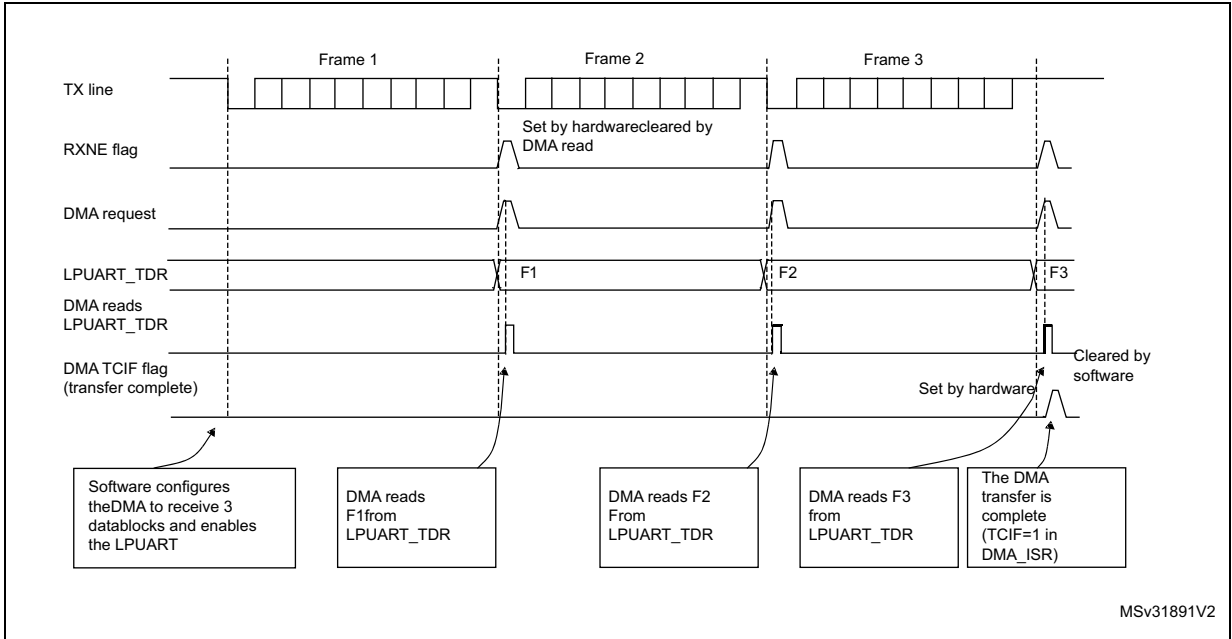 Frame 1
Frame 2
Frame 3
TX line
Set by hardwarecleared by
DMA read
RXNE flag
DMA request
LPUART_TDR
F1
F2
F3
DMA reads
LPUART_TDR
DMA TCIF flag
(transfer complete)
Set by hardware
Cleared by
software
Software configures
theDMA to receive 3
datablocks and enables
the LPUART
DMA reads
F1from
LPUART_TDR
DMA reads F2
From
LPUART_TDR
DMA reads F3
from
LPUART_TDR
The DMA
transfer is
complete
(TCIF=1 in
DMA_ISR)
MSv31891V2